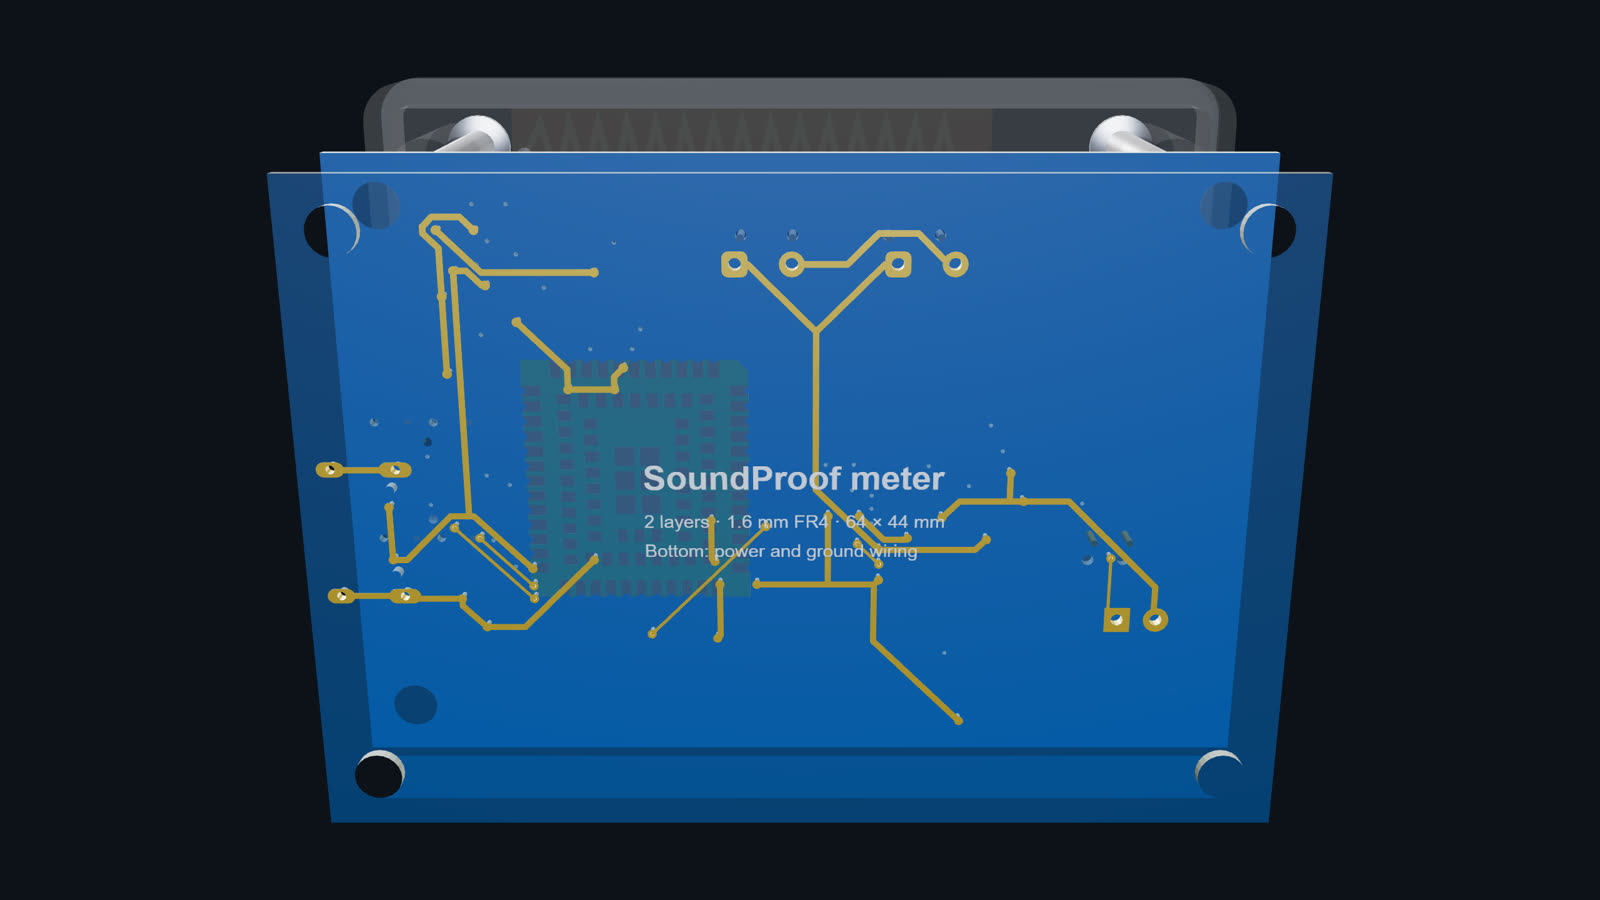 SoundProof meter
2 layers · 1.6 mm FR4 · 64 × 44 mm
Bottom: power and ground wiring